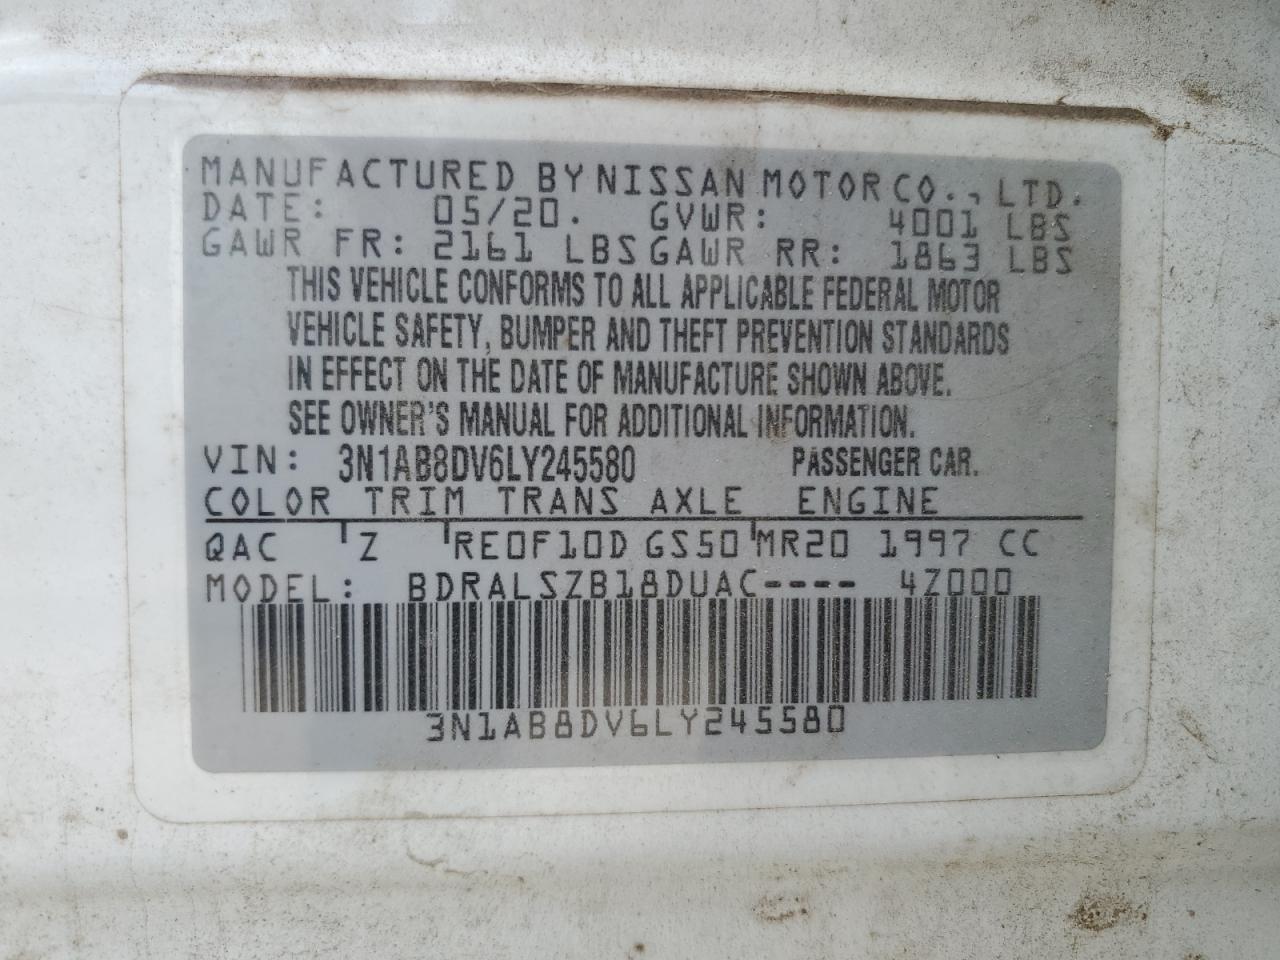 MANUFACTURED BY NISSAN MOTOR CO., LTD.
DATE: 05/20. GVWR: 4001 LBS
GAWR FR: 2161 LBS GAWR RR: 1863 LBS
THIS VEHICLE CONFORMS TO ALL APPLICABLE FEDERAL MOTOR
VEHICLE SAFETY, BUMPER AND THEFT PREVENTION STANDARDS
IN EFFECT ON THE DATE OF MANUFACTURE SHOWN ABOVE.
SEE OWNER'S MANUAL FOR ADDITIONAL INFORMATION.
VIN: 3N1AB8DV6LY245580 PASSENGER CAR.
COLOR TRIM TRANS AXLE ENGINE
QAC Z RE0F10D GS50 MR20 1997 CC
MODEL: BDRALSZB18DUAC---- 4Z000
3N1AB8DV6LY245580